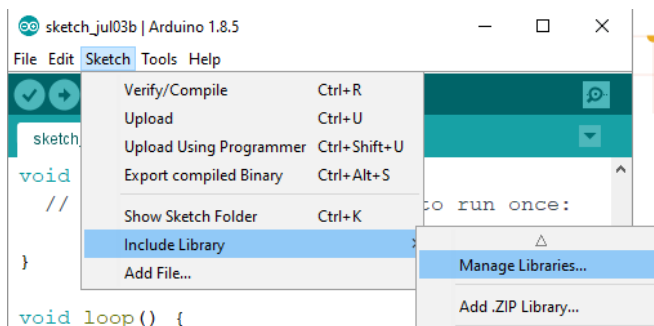 sketch_jul03b | Arduino 1.8.5
File Edit Sketch Tools Help
Verify/Compile Ctrl+R
Upload Ctrl+U
sketch_
Upload Using Programmer Ctrl+Shift+U
void
Export compiled Binary Ctrl+Alt+S
// to run once:
Show Sketch Folder Ctrl+K
Include Library
Manage Libraries...
}
Add File...
Add .ZIP Library...
void loop() {